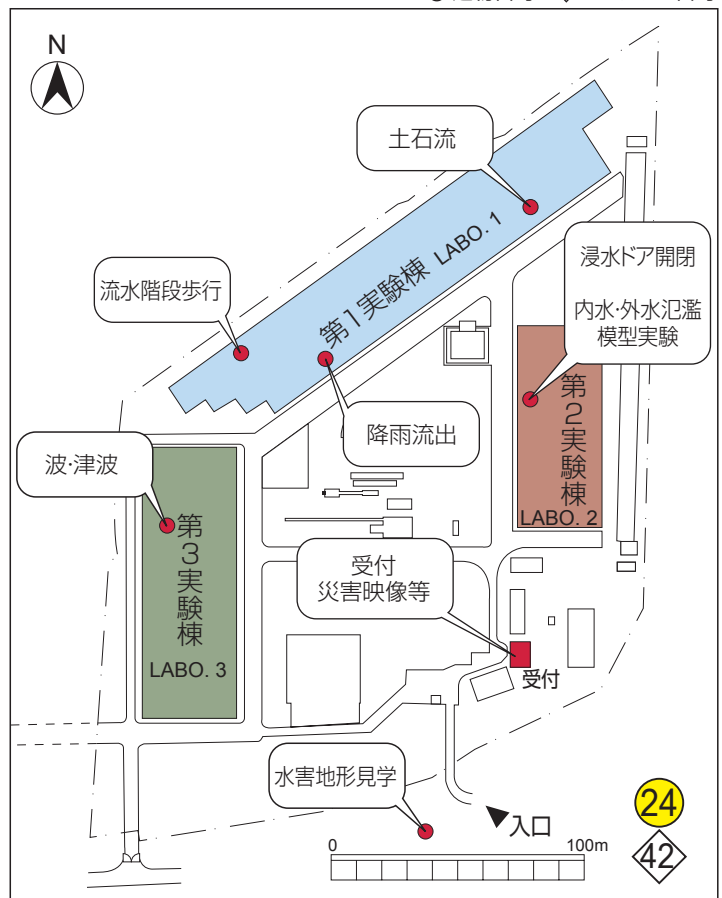 N
土石流
浸水ドア開閉
内水・外水氾濫
模型実験
流水階段歩行
第1実験棟 LABO. 1
降雨流出
波・津波
第2実験棟
LABO. 2
第3実験棟
LABO. 3
受付
災害映像等
受付
水害地形見学
入口
0 100m
24
42